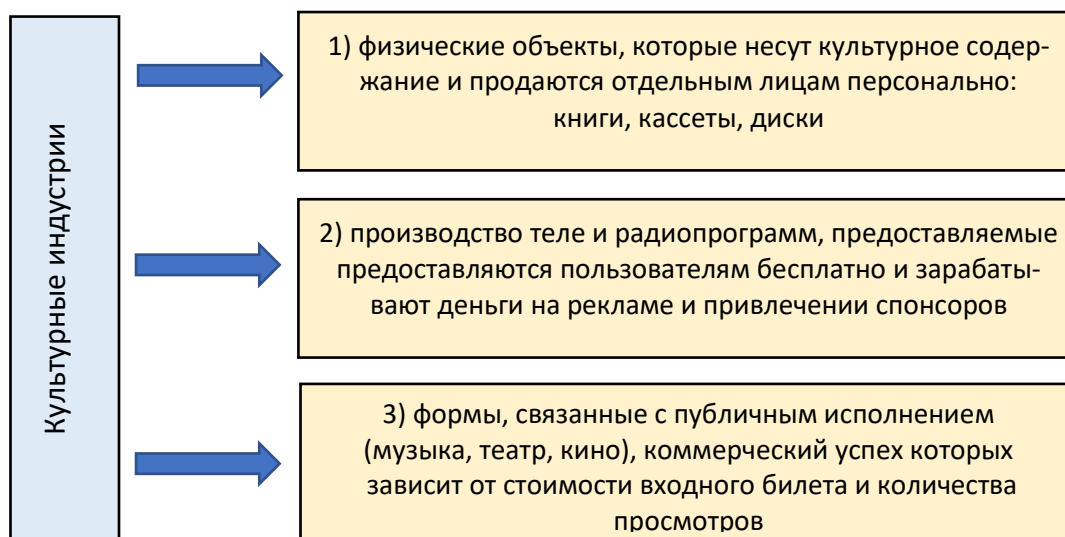 Культурные индустрии
1) физические объекты, которые несут культурное содер-
жание и продаются отдельным лицам персонально:
книги, кассеты, диски
2) производство теле и радиопрограмм, предоставляемые
предоставляются пользователям бесплатно и зарабаты-
вают деньги на рекламе и привлечении спонсоров
3) формы, связанные с публичным исполнением
(музыка, театр, кино), коммерческий успех которых
зависит от стоимости входного билета и количества
просмотров